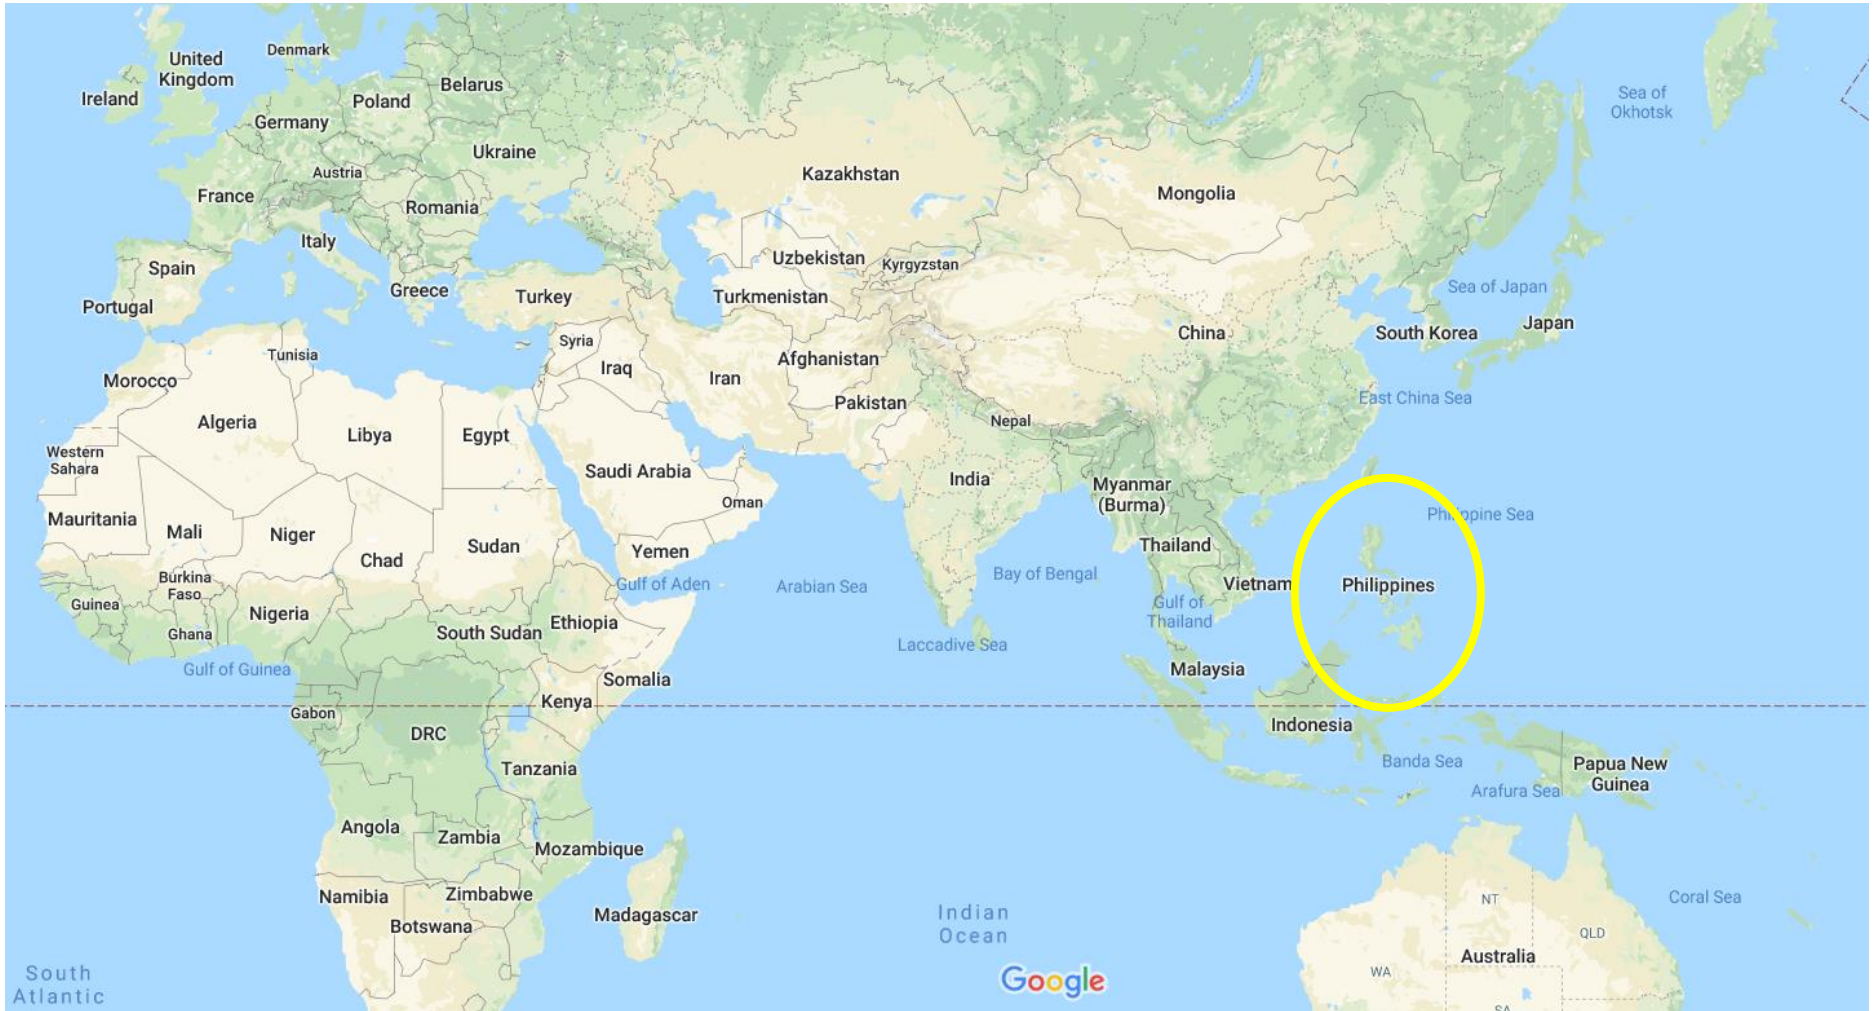 Denmark
United
Kingdom
Belarus
Ireland
Poland
Sea of
Okhotsk
Germany
Ukraine
Austria
Kazakhstan
France
Mongolia
Romania
Italy
Uzbekistan
Kyrgyzstan
Spain
Greece
Turkey
Turkmenistan
Sea of Japan
Portugal
Japan
South Korea
China
Syria
Tunisia
Afghanistan
Iraq
Iran
Morocco
Pakistan
East China Sea
Algeria
Nepal
Libya
Egypt
Western
Sahara
Saudi Arabia
India
Myanmar
(Burma)
Oman
Mauritania
Philippine Sea
Mali
Niger
Sudan
Thailand
Yemen
Chad
Bay of Bengal
Burkina
Faso
Gulf of Aden
Arabian Sea
Vietnam
Philippines
Guinea
Nigeria
Gulf of
Thailand
Ethiopia
Ghana
South Sudan
Laccadive Sea
Gulf of Guinea
Malaysia
Somalia
Kenya
Gabon
Indonesia
DRC
Banda Sea
Tanzania
Papua New
Guinea
Arafura Sea
Angola
Zambia
Mozambique
Namibia
Zimbabwe
Coral Sea
NT
Indian
Ocean
Madagascar
Botswana
QLD
Australia
South
Atlantic
WA
Google
SA